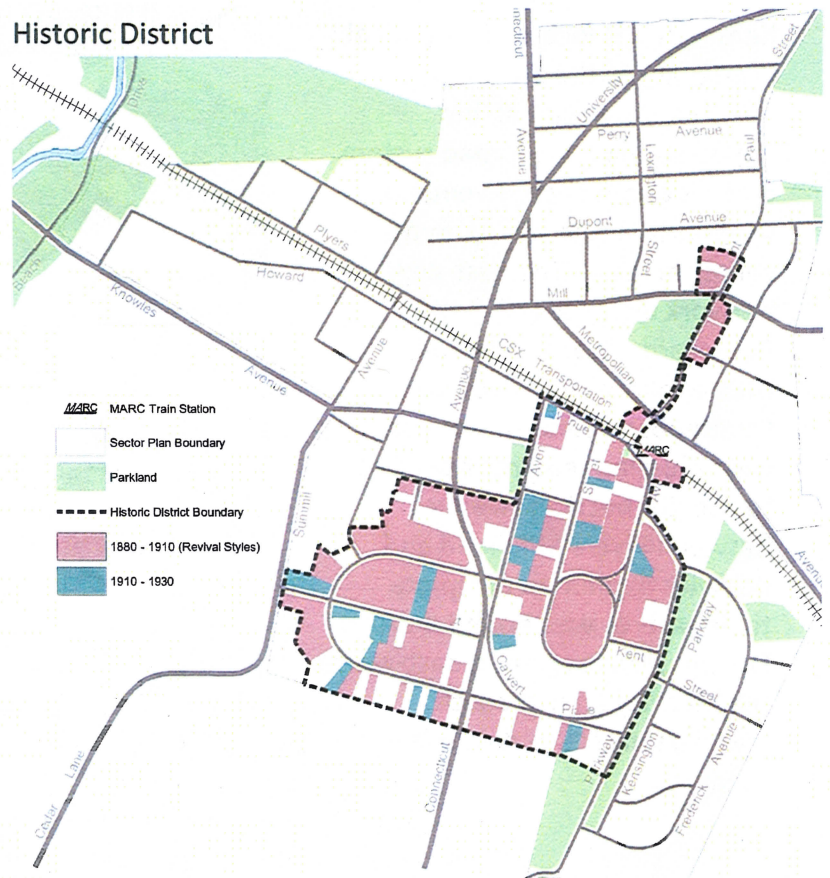 Historic District
Connecticut
Avenue
University
Street
Paul
Perry Avenue
Lexington
Street
Dupont Avenue
Drive
Beach
Plyers
Howard
Avenue
Mill
Knowles
Avenue
CSX Transportation
Metropolitan
Avenue
MARC MARC Train Station
Sector Plan Boundary
Parkland
Historic District Boundary
1880 - 1910 (Revival Styles)
1910 - 1930
Avenue
MARC
Summit
Avenue
Parkway
Kent
Calvert
Place
Street
Parkway
Kensington
Avenue
Frederick
Connecticut
Cedar Lane